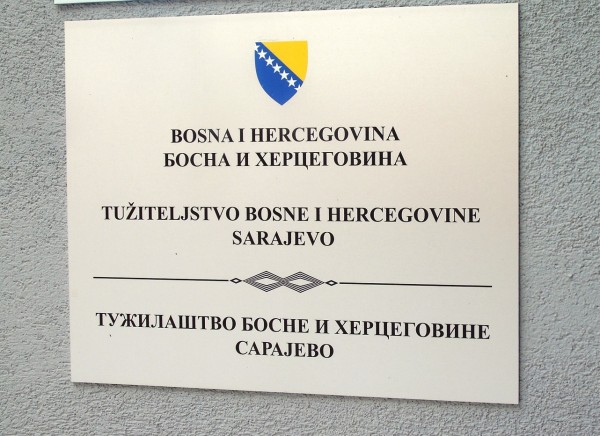 BOSNA I HERCEGOVINA
БОСНА И ХЕРЦЕГОВИНА
TUŽITELJSTVO BOSNE I HERCEGOVINE
SARAJEVO
ТУЖИЛАШТВО БОСНЕ И ХЕРЦЕГОВИНЕ
САРАЈЕВО